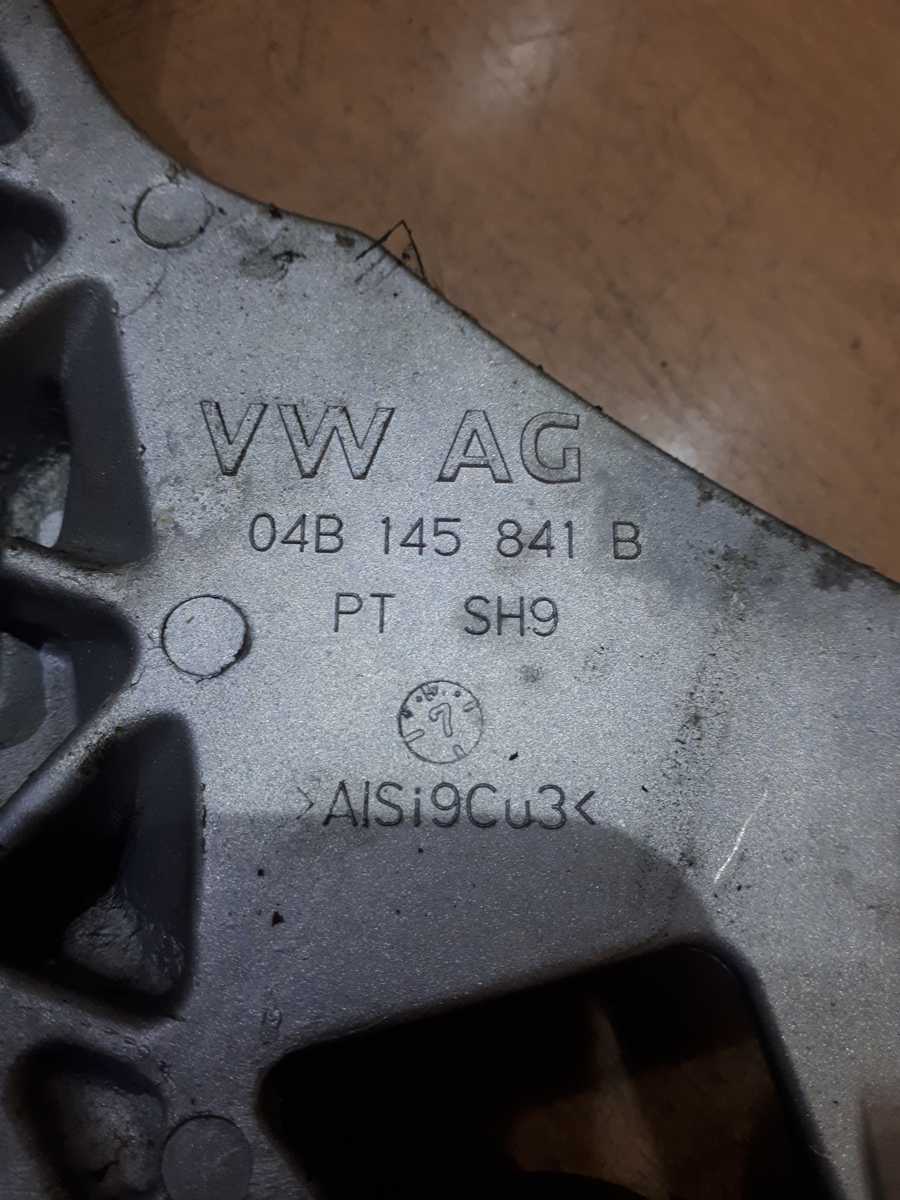 VW AG
04B 145 841 B
PT SH9
>AlSi9Cu3<